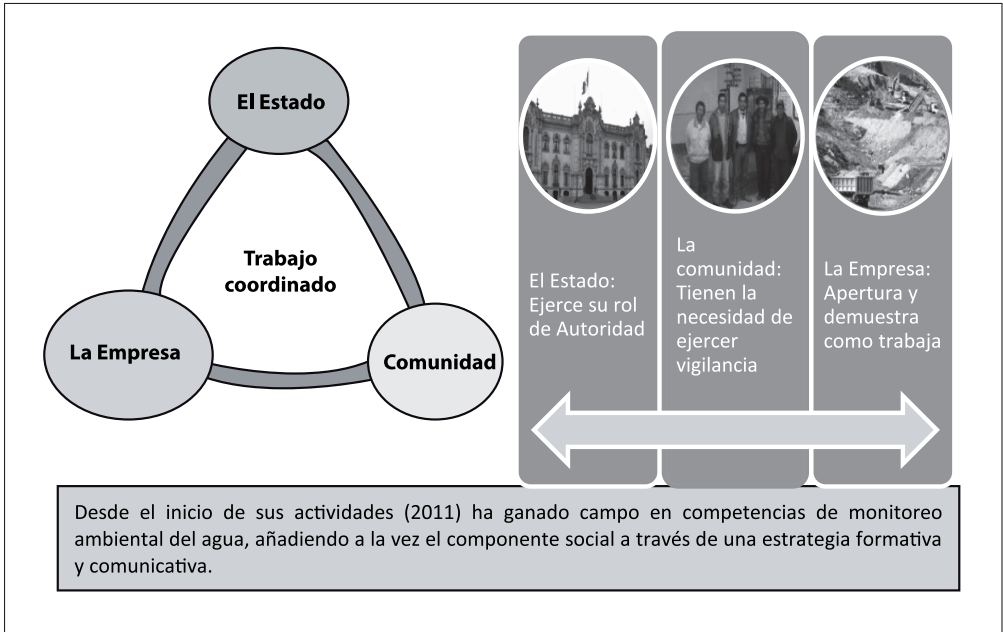 El Estado
Trabajo
coordinado
La Empresa
Comunidad
El Estado:
Ejerce su rol
de Autoridad
La
comunidad:
Tienen la
necesidad de
ejercer
vigilancia
La Empresa:
Apertura y
demuestra
como trabaja
Desde el inicio de sus actividades (2011) ha ganado campo en competencias de monitoreo
ambiental del agua, añadiendo a la vez el componente social a través de una estrategia formativa
y comunicativa.